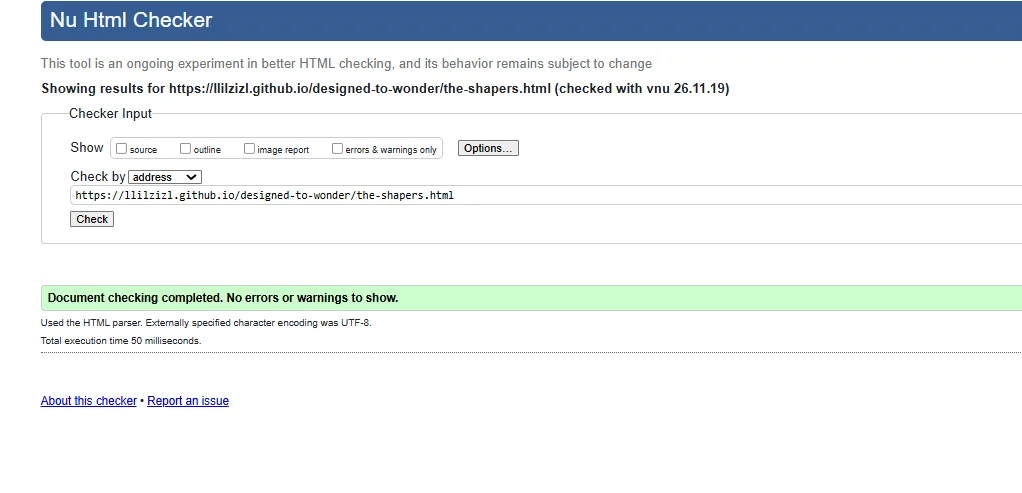 Nu Html Checker
This tool is an ongoing experiment in better HTML checking, and its behavior remains subject to change
Showing results for https://llilzizl.github.io/designed-to-wonder/the-shapers.html (checked with vnu 26.11.19)
Checker Input
Show source outline image report errors & warnings only Options...
Check by address
https://llilzizl.github.io/designed-to-wonder/the-shapers.html
Check
Document checking completed. No errors or warnings to show.
Used the HTML parser. Externally specified character encoding was UTF-8.
Total execution time 50 milliseconds.
About this checker • Report an issue